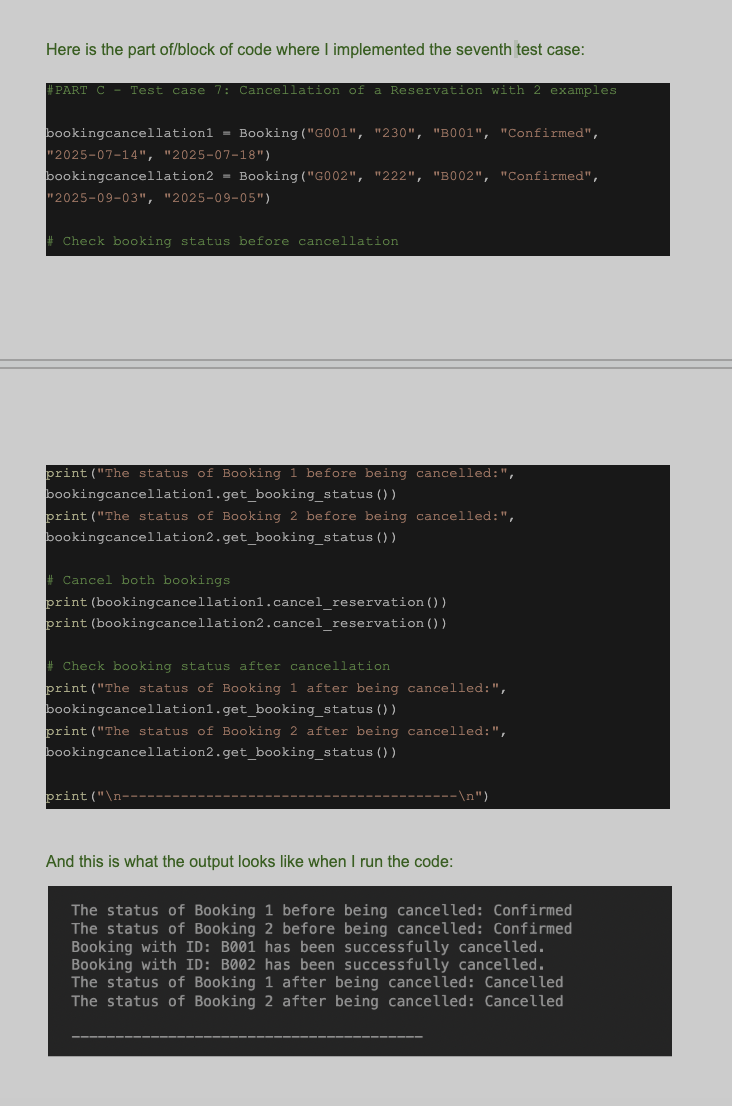 Here is the part of/block of code where I implemented the seventh test case:
#PART C - Test case 7: Cancellation of a Reservation with 2 examples
bookingcancellation1 = Booking("G001", "230", "B001", "Confirmed",
"2025-07-14", "2025-07-18")
bookingcancellation2 = Booking("G002", "222", "B002", "Confirmed",
"2025-09-03", "2025-09-05")
# Check booking status before cancellation
print("The status of Booking 1 before being cancelled:",
bookingcancellation1.get_booking_status())
print("The status of Booking 2 before being cancelled:",
bookingcancellation2.get_booking_status())
# Cancel both bookings
print(bookingcancellation1.cancel_reservation())
print(bookingcancellation2.cancel_reservation())
# Check booking status after cancellation
print("The status of Booking 1 after being cancelled:",
bookingcancellation1.get_booking_status())
print("The status of Booking 2 after being cancelled:",
bookingcancellation2.get_booking_status())
print("\n----------------------------------------\n")
And this is what the output looks like when I run the code:
The status of Booking 1 before being cancelled: Confirmed
The status of Booking 2 before being cancelled: Confirmed
Booking with ID: B001 has been successfully cancelled.
Booking with ID: B002 has been successfully cancelled.
The status of Booking 1 after being cancelled: Cancelled
The status of Booking 2 after being cancelled: Cancelled
----------------------------------------